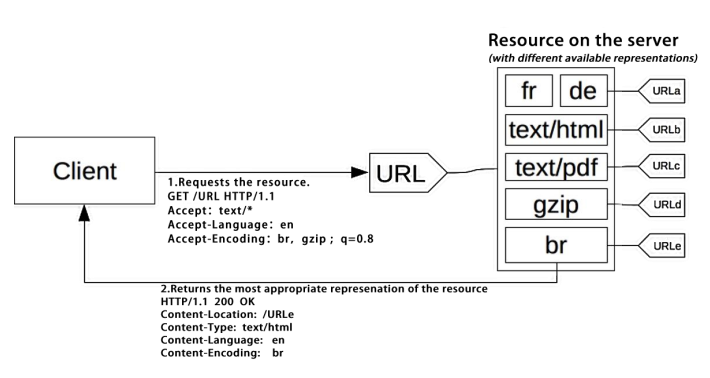 Resource on the server
(with different available representations)
fr de URLa
text/html URLb
Client URL text/pdf URLc
1.Requests the resource.
GET /URL HTTP/1.1
Accept: text/*
Accept-Language: en
Accept-Encoding: br, gzip ; q=0.8
gzip URLd
br URLe
2.Returns the most appropriate represenation of the resource
HTTP/1.1 200 OK
Content-Location: /URLe
Content-Type: text/html
Content-Language: en
Content-Encoding: br